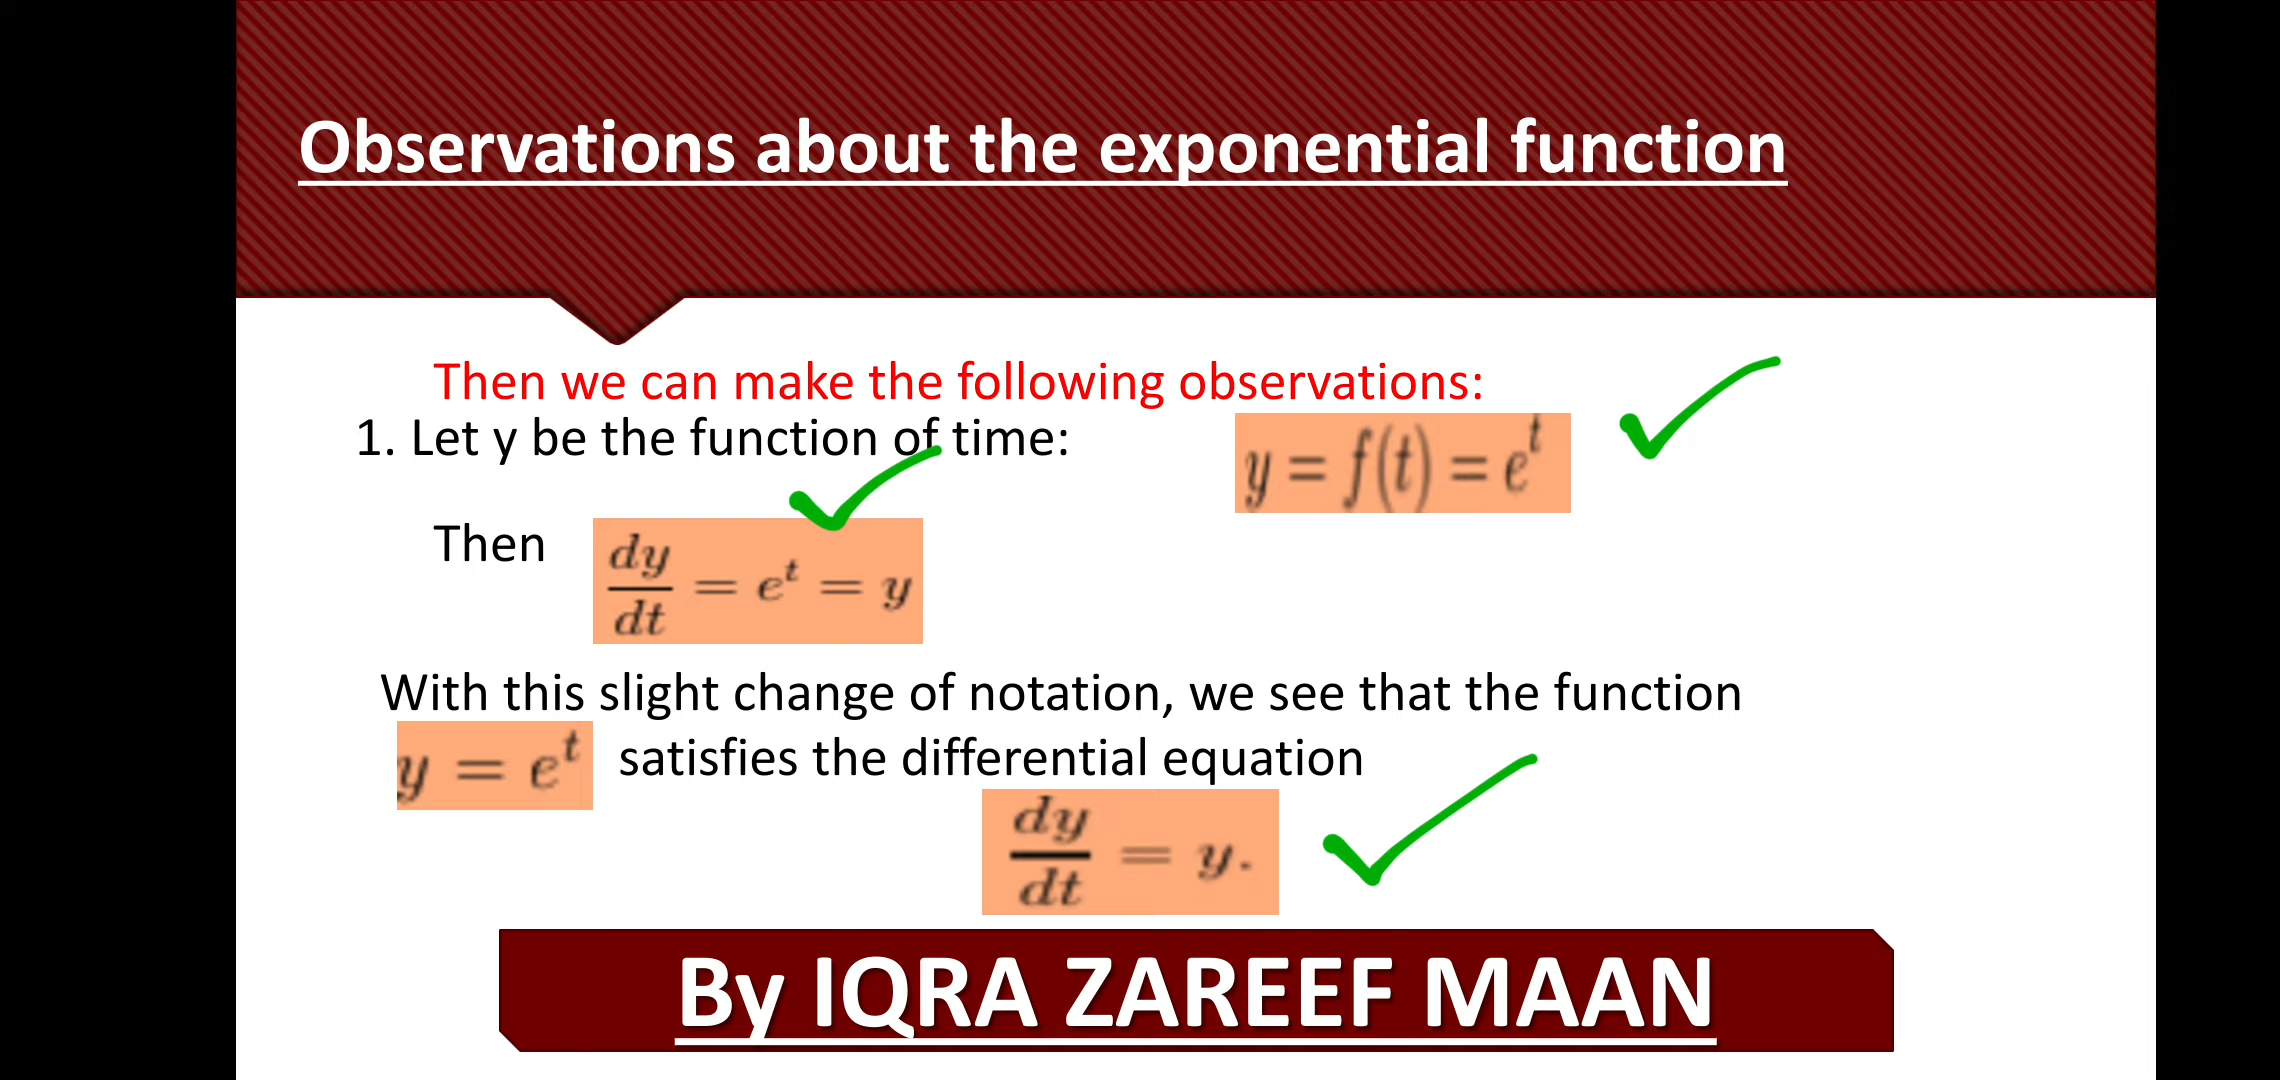 Observations about the exponential function
Then we can make the following observations:
1. Let y be the function of time: y = f(t) = e^t
Then dy/dt = e^t = y
With this slight change of notation, we see that the function
y = e^t satisfies the differential equation
dy/dt = y.
By IQRA ZAREEF MAAN